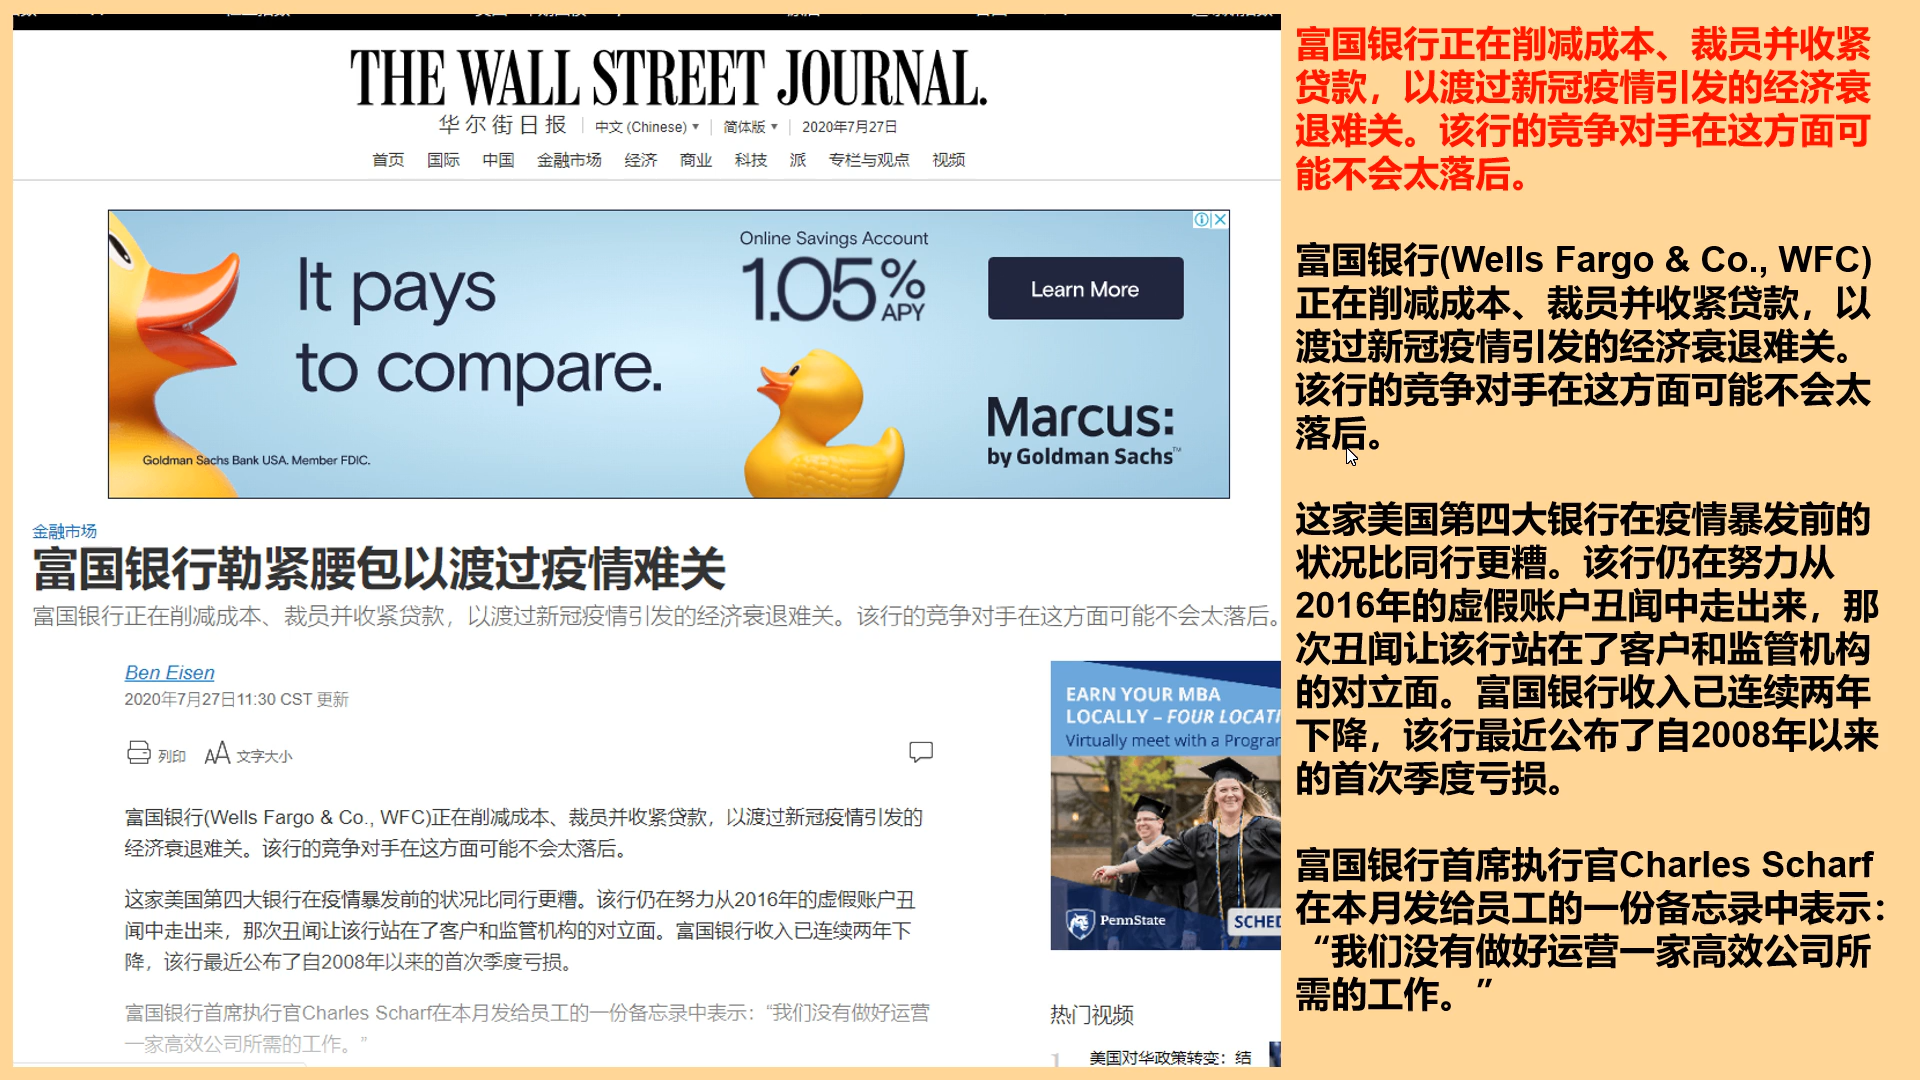 THE WALL STREET JOURNAL.
华尔街日报
中文 (Chinese)
简体版
2020年7月27日
首页 国际 中国 金融市场 经济 商业 科技 派 专栏与观点 视频
It pays
to compare.
Goldman Sachs Bank USA. Member FDIC.
Online Savings Account
1.05% APY
Learn More
Marcus:
by Goldman Sachs™
金融市场
富国银行勒紧腰包以渡过疫情难关
富国银行正在削减成本、裁员并收紧贷款，以渡过新冠疫情引发的经济衰退难关。该行的竞争对手在这方面可能不会太落后。
Ben Eisen
2020年7月27日11:30 CST 更新
列印 AA 文字大小
富国银行(Wells Fargo & Co., WFC)正在削减成本、裁员并收紧贷款，以渡过新冠疫情引发的
经济衰退难关。该行的竞争对手在这方面可能不会太落后。
这家美国第四大银行在疫情暴发前的状况比同行更糟。该行仍在努力从2016年的虚假账户丑
闻中走出来，那次丑闻让该行站在了客户和监管机构的对立面。富国银行收入已连续两年下
降，该行最近公布了自2008年以来的首次季度亏损。
富国银行首席执行官Charles Scharf在本月发给员工的一份备忘录中表示：“我们没有做好运营
一家高效公司所需的工作。”
EARN YOUR MBA
LOCALLY – FOUR LOCATI
Virtually meet with a Program
PennState
SCHED
热门视频
1 美国对华政策转变：结
富国银行正在削减成本、裁员并收紧
贷款，以渡过新冠疫情引发的经济衰
退难关。该行的竞争对手在这方面可
能不会太落后。
富国银行(Wells Fargo & Co., WFC)
正在削减成本、裁员并收紧贷款，以
渡过新冠疫情引发的经济衰退难关。
该行的竞争对手在这方面可能不会太
落后。
这家美国第四大银行在疫情暴发前的
状况比同行更糟。该行仍在努力从
2016年的虚假账户丑闻中走出来，那
次丑闻让该行站在了客户和监管机构
的对立面。富国银行收入已连续两年
下降，该行最近公布了自2008年以来
的首次季度亏损。
富国银行首席执行官Charles Scharf
在本月发给员工的一份备忘录中表示：
“我们没有做好运营一家高效公司所
需的工作。”